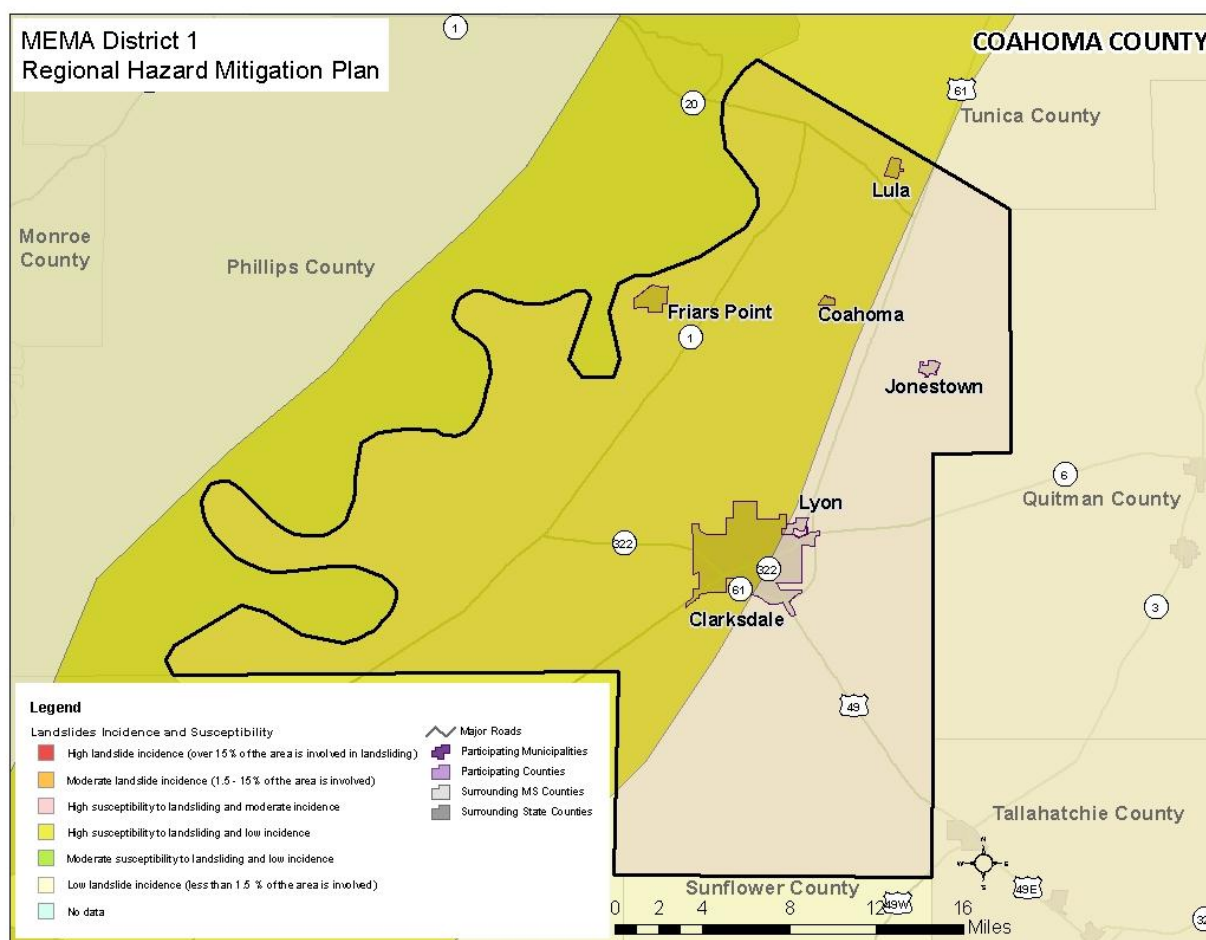 MEMA District 1
Regional Hazard Mitigation Plan
COAHOMA COUNTY
1
20
61
Tunica County
Lula
Monroe
County
Phillips County
Friars Point
Coahoma
1
Jonestown
6
Quitman County
Lyon
322
322
61
3
Clarksdale
49
Tallahatchie County
Sunflower County
49E
49W
32
N
W
E
S
0 2 4 8 12 16
Miles
Legend
Landslides Incidence and Susceptibility
High landslide incidence (over 15% of the area is involved in landsliding)
Moderate landslide incidence (1.5 - 15% of the area is involved)
High susceptibility to landsliding and moderate incidence
High susceptibility to landsliding and low incidence
Moderate susceptibility to landsliding and low incidence
Low landslide incidence (less than 1.5 % of the area is involved)
No data
Major Roads
Participating Municipalities
Participating Counties
Surrounding MS Counties
Surrounding State Counties